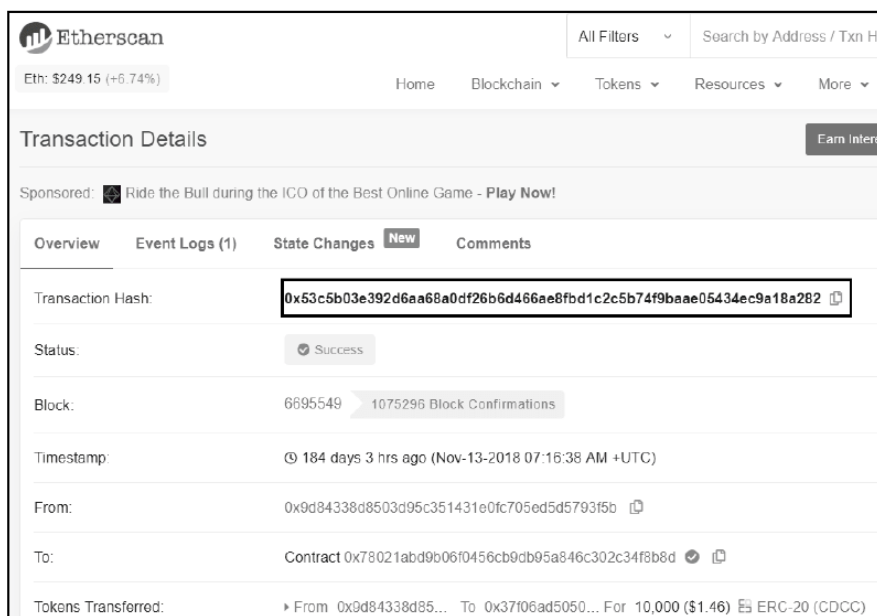 Etherscan
All Filters
Search by Address / Txn H
Eth: $249.15 (+6.74%)
Home Blockchain Tokens Resources More
Transaction Details
Earn Intere
Sponsored: Ride the Bull during the ICO of the Best Online Game - Play Now!
Overview Event Logs (1) State Changes New Comments
Transaction Hash: 0x53c5b03e392d6aa68a0df26b6d466ae8fbd1c2c5b74f9baae05434ec9a18a282
Status: Success
Block: 6695549 1075296 Block Confirmations
Timestamp: 184 days 3 hrs ago (Nov-13-2018 07:16:38 AM +UTC)
From: 0x9d84338d8503d95c351431e0fc705ed5d5793f5b
To: Contract 0x78021abd9b06f0456cb9db95a846c302c34f8b8d
Tokens Transferred: From 0x9d84338d85... To 0x37f06ad5050... For 10,000 ($1.46) ERC-20 (CDCC)